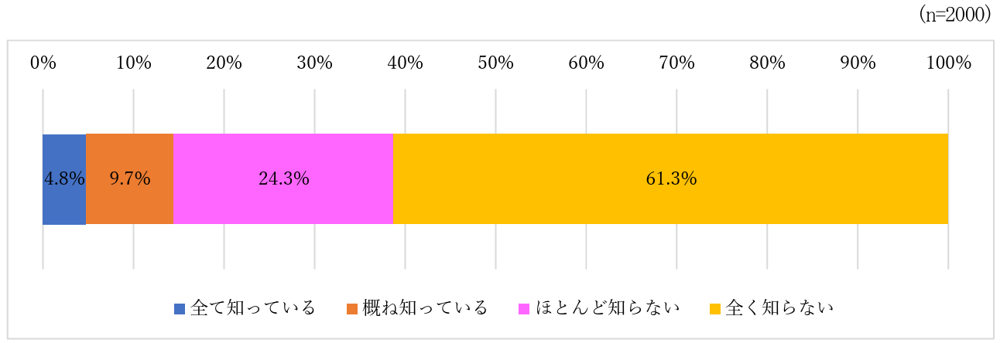 (n=2000)
0% 10% 20% 30% 40% 50% 60% 70% 80% 90% 100%
4.8% 9.7% 24.3% 61.3%
全て知っている 概ね知っている ほとんど知らない 全く知らない